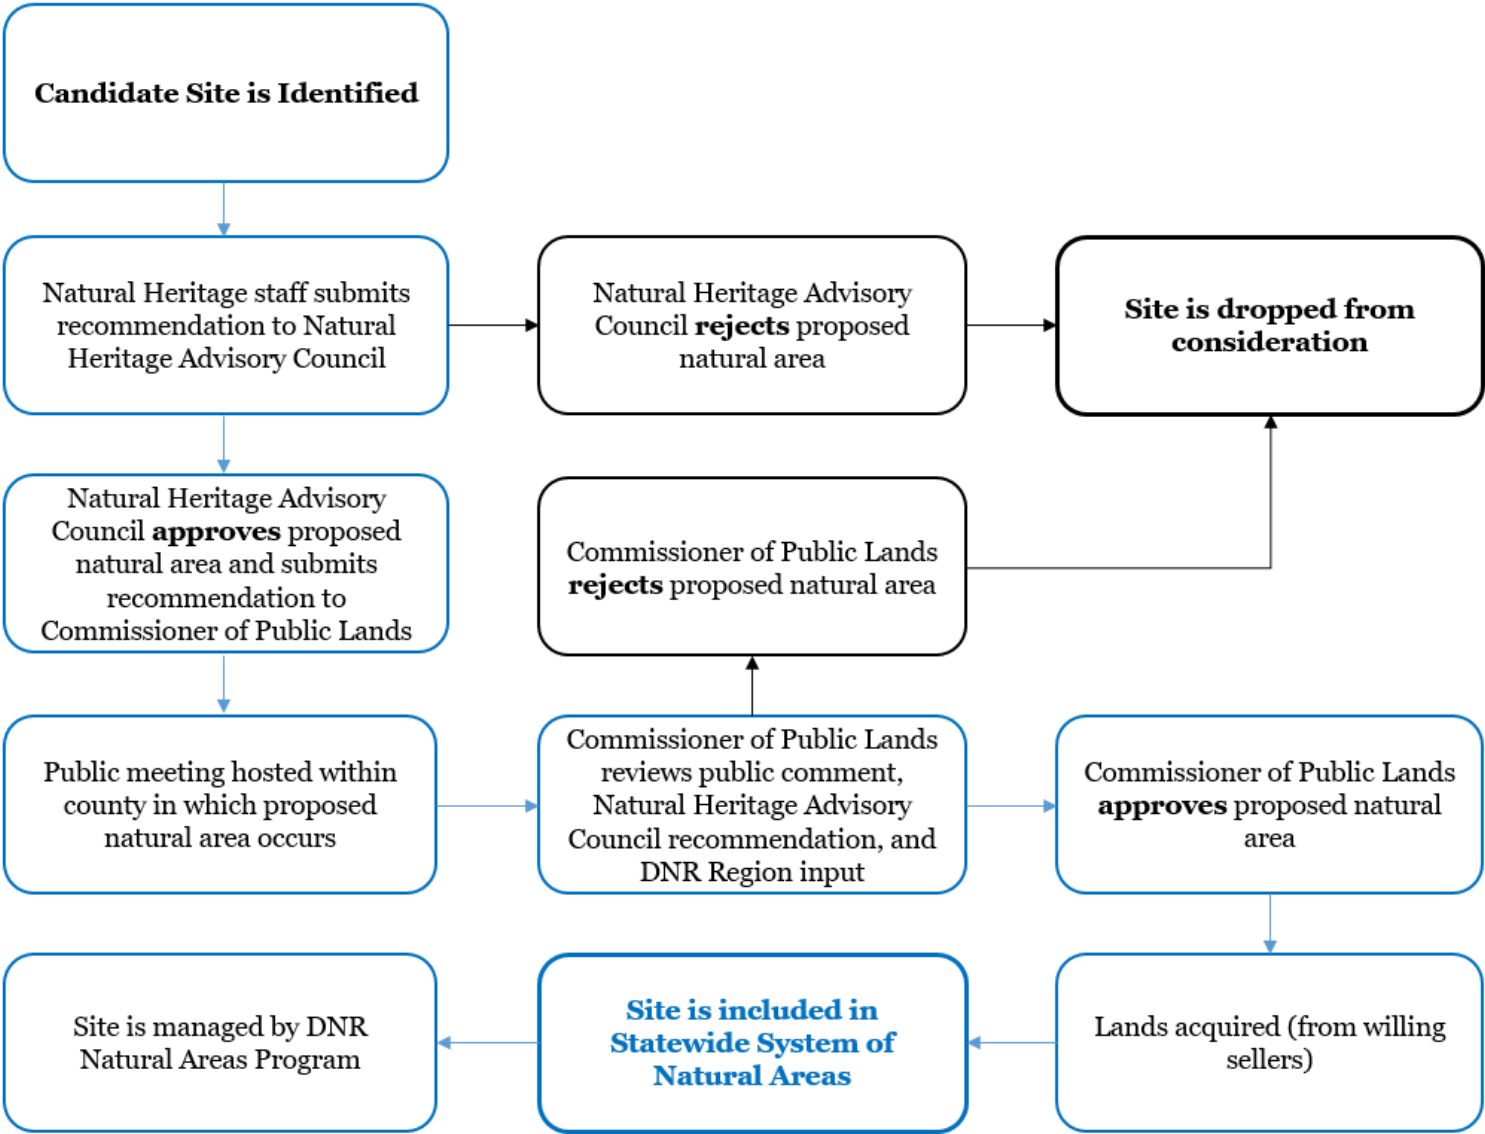 Candidate Site is Identified
Natural Heritage staff submits
recommendation to Natural
Heritage Advisory Council
Natural Heritage Advisory
Council rejects proposed
natural area
Site is dropped from
consideration
Natural Heritage Advisory
Council approves proposed
natural area and submits
recommendation to
Commissioner of Public Lands
Commissioner of Public Lands
rejects proposed natural area
Public meeting hosted within
county in which proposed
natural area occurs
Commissioner of Public Lands
reviews public comment,
Natural Heritage Advisory
Council recommendation, and
DNR Region input
Commissioner of Public Lands
approves proposed natural
area
Site is managed by DNR
Natural Areas Program
Site is included in
Statewide System of
Natural Areas
Lands acquired (from willing
sellers)